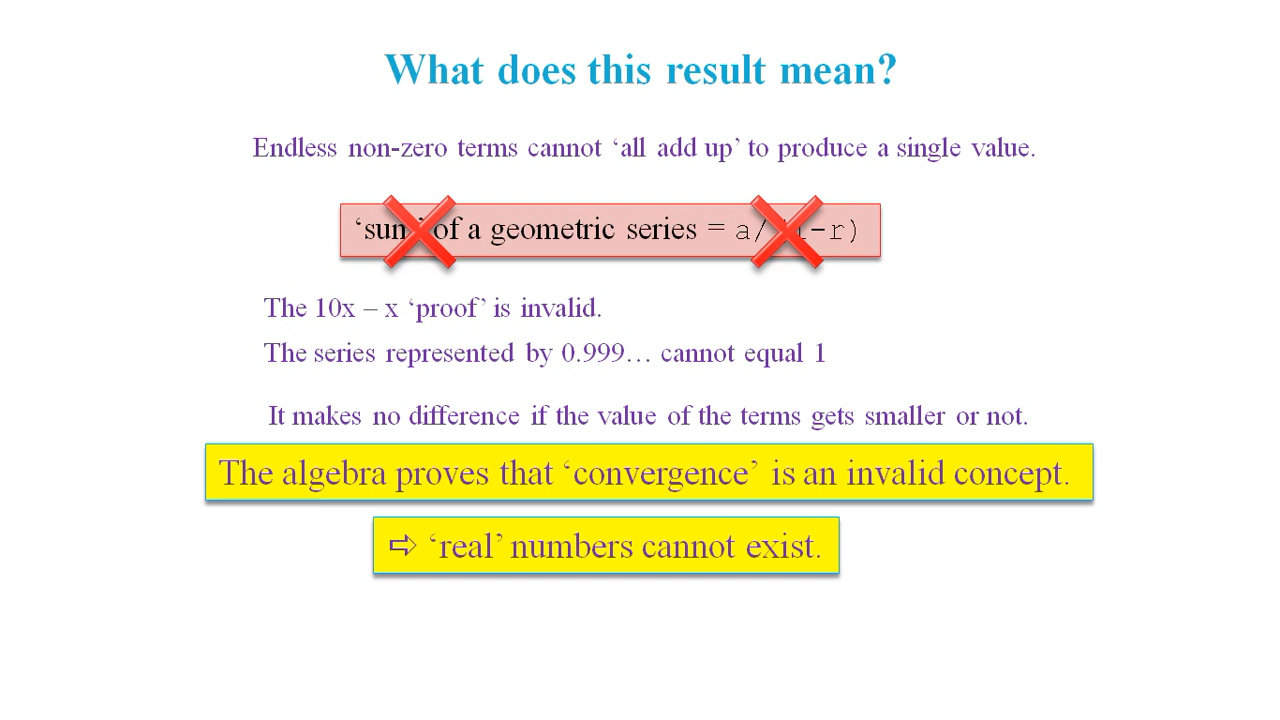 What does this result mean?
Endless non-zero terms cannot ‘all add up’ to produce a single value.
‘sum’ of a geometric series = a/(1-r)
The 10x – x ‘proof’ is invalid.
The series represented by 0.999… cannot equal 1
It makes no difference if the value of the terms gets smaller or not.
The algebra proves that ‘convergence’ is an invalid concept.
⇨ ‘real’ numbers cannot exist.